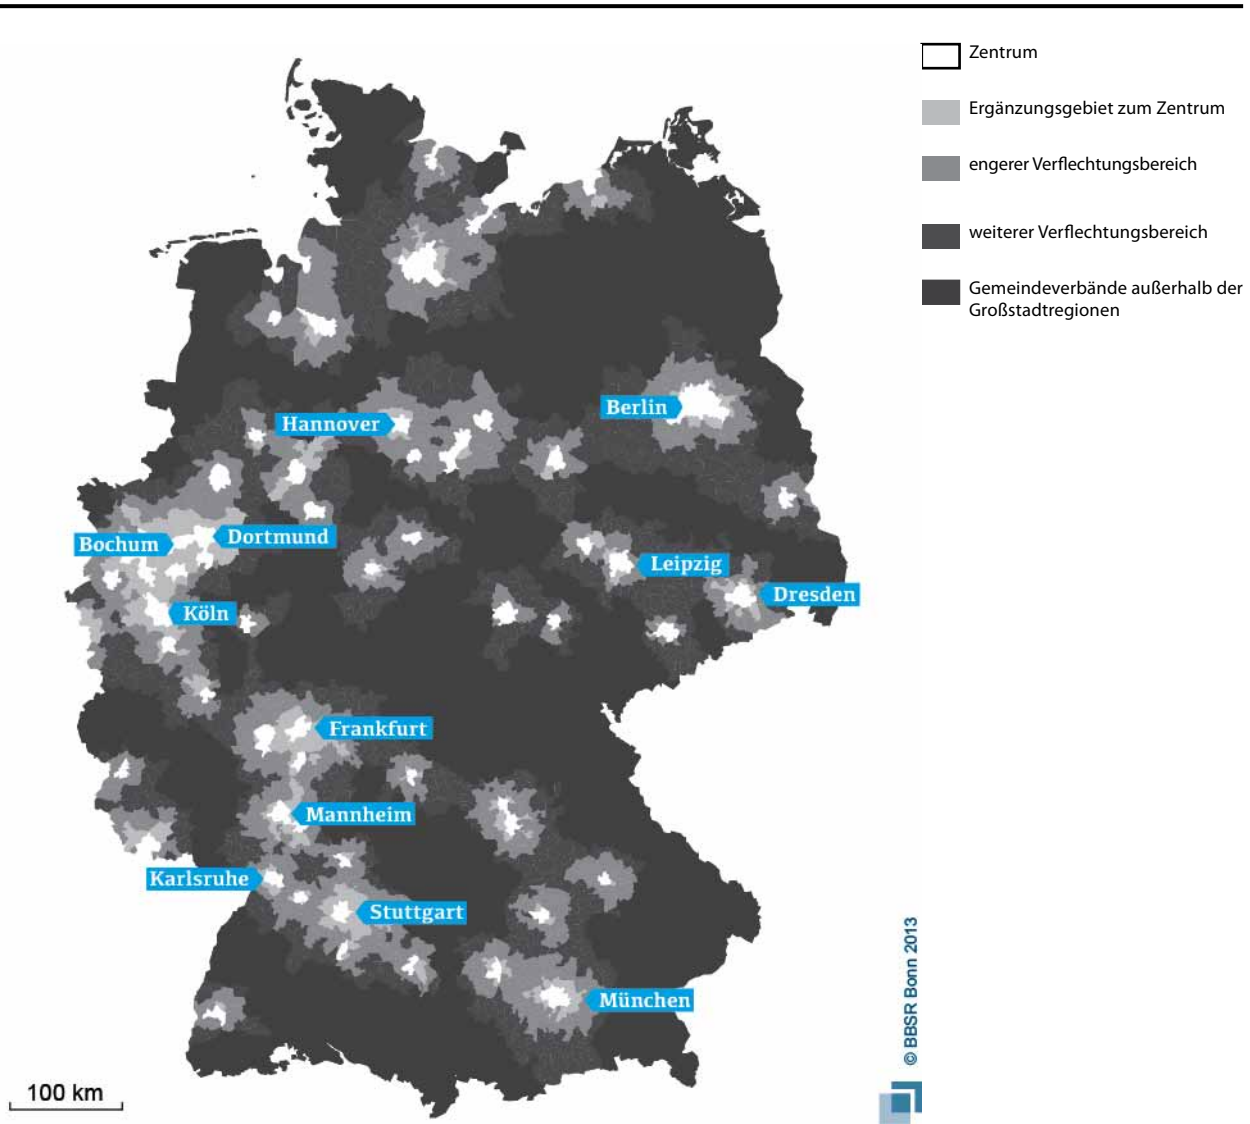 Zentrum
Ergänzungsgebiet zum Zentrum
engerer Verflechtungsbereich
weiterer Verflechtungsbereich
Gemeindeverbände außerhalb der
Großstadtregionen
Berlin
Hannover
Dortmund
Bochum
Leipzig
Dresden
Köln
Frankfurt
Mannheim
Karlsruhe
Stuttgart
München
© BBSR Bonn 2013
100 km